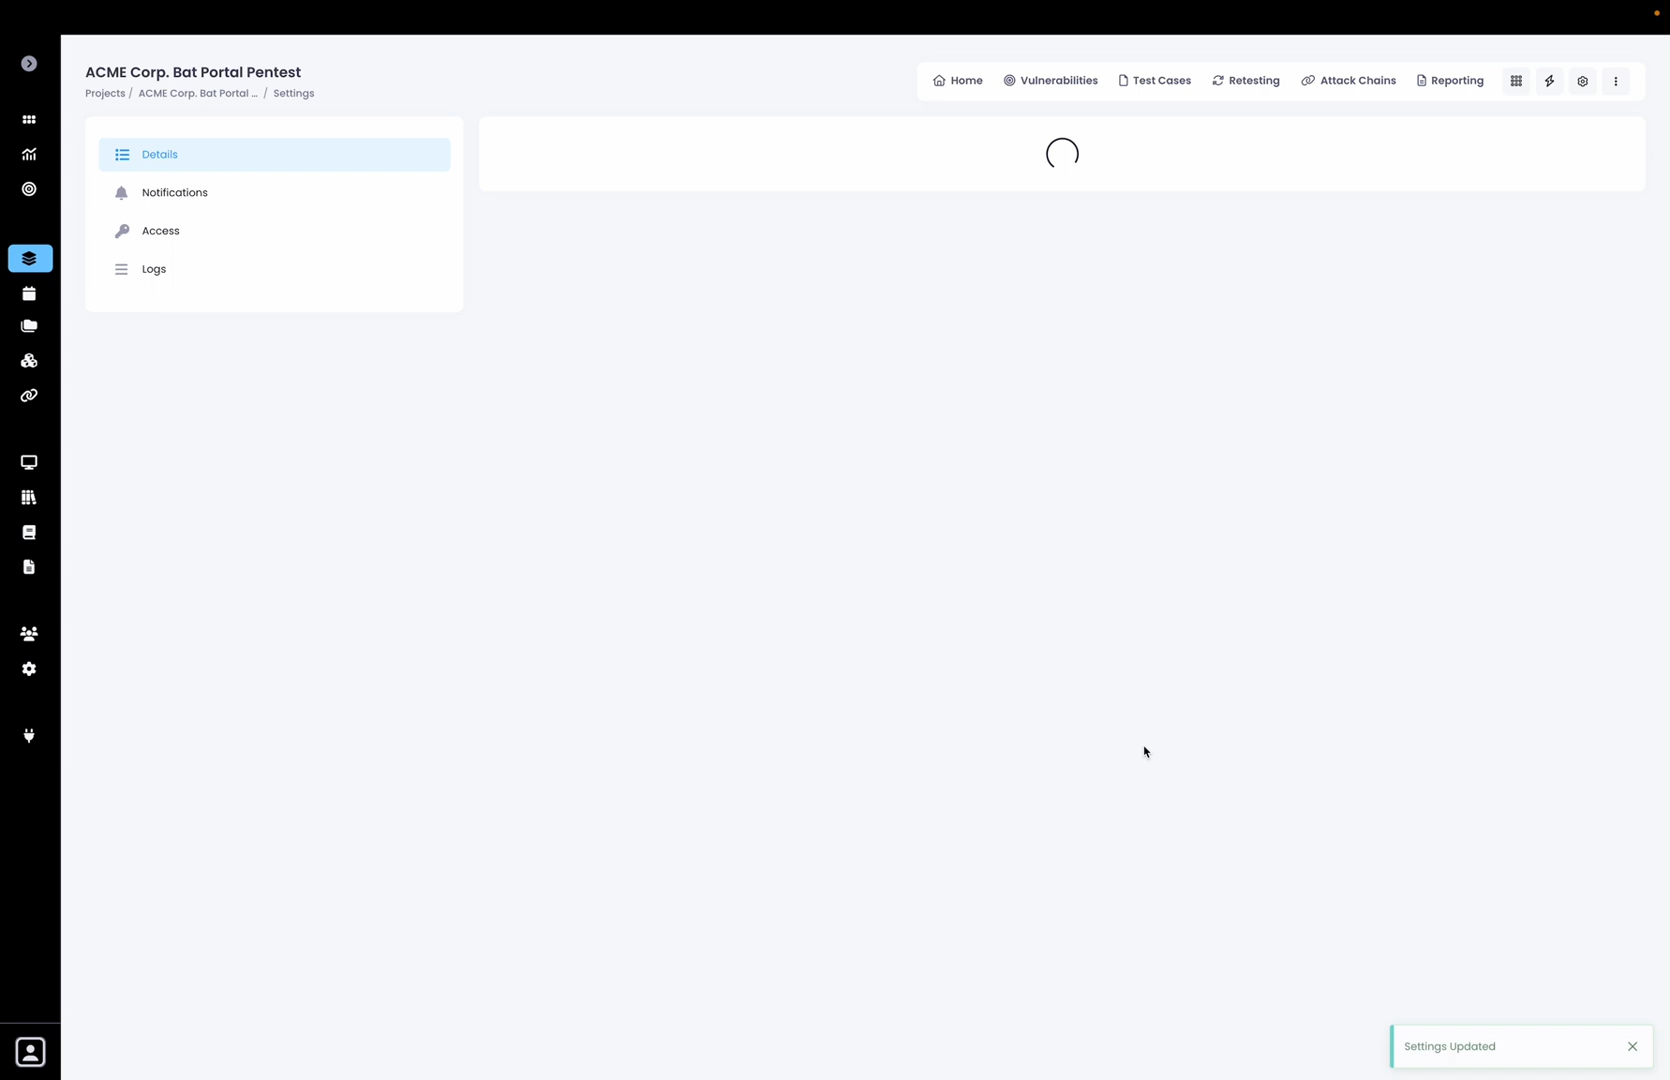 ACME Corp. Bat Portal Pentest
Projects / ACME Corp. Bat Portal ... / Settings
Home Vulnerabilities Test Cases Retesting Attack Chains Reporting
Details
Notifications
Access
Logs
Settings Updated